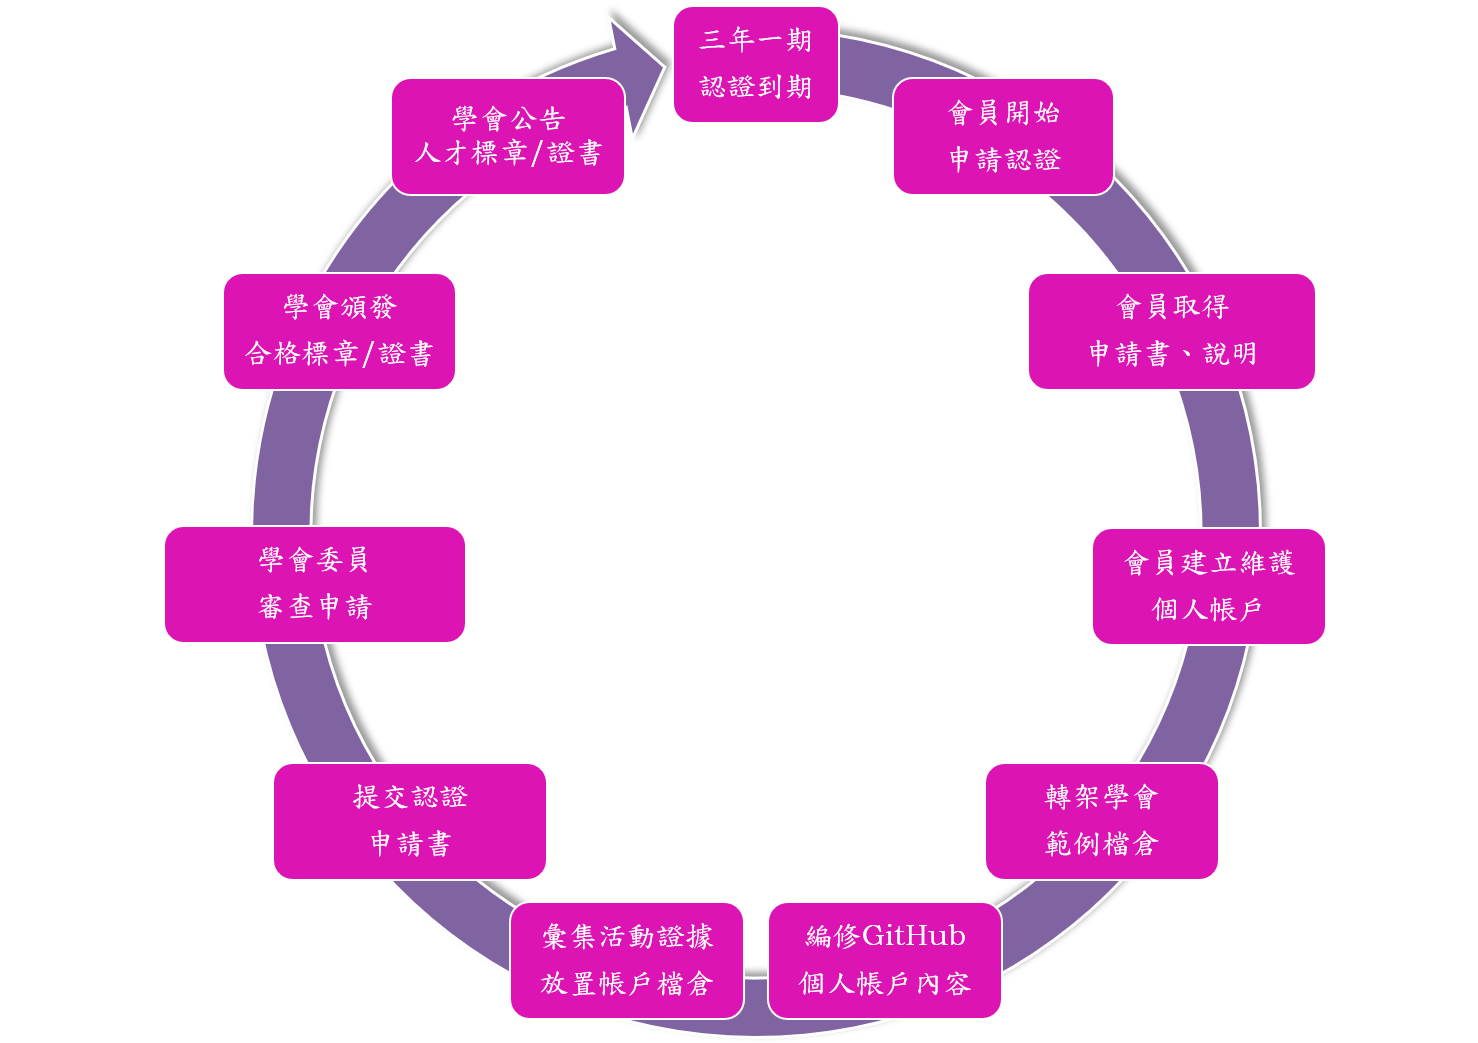 三年一期
認證到期
會員開始
申請認證
會員取得
申請書、說明
會員建立維護
個人帳戶
轉架學會
範例檔倉
編修GitHub
個人帳戶內容
彙集活動證據
放置帳戶檔倉
提交認證
申請書
學會委員
審查申請
學會頒發
合格標章/證書
學會公告
人才標章/證書